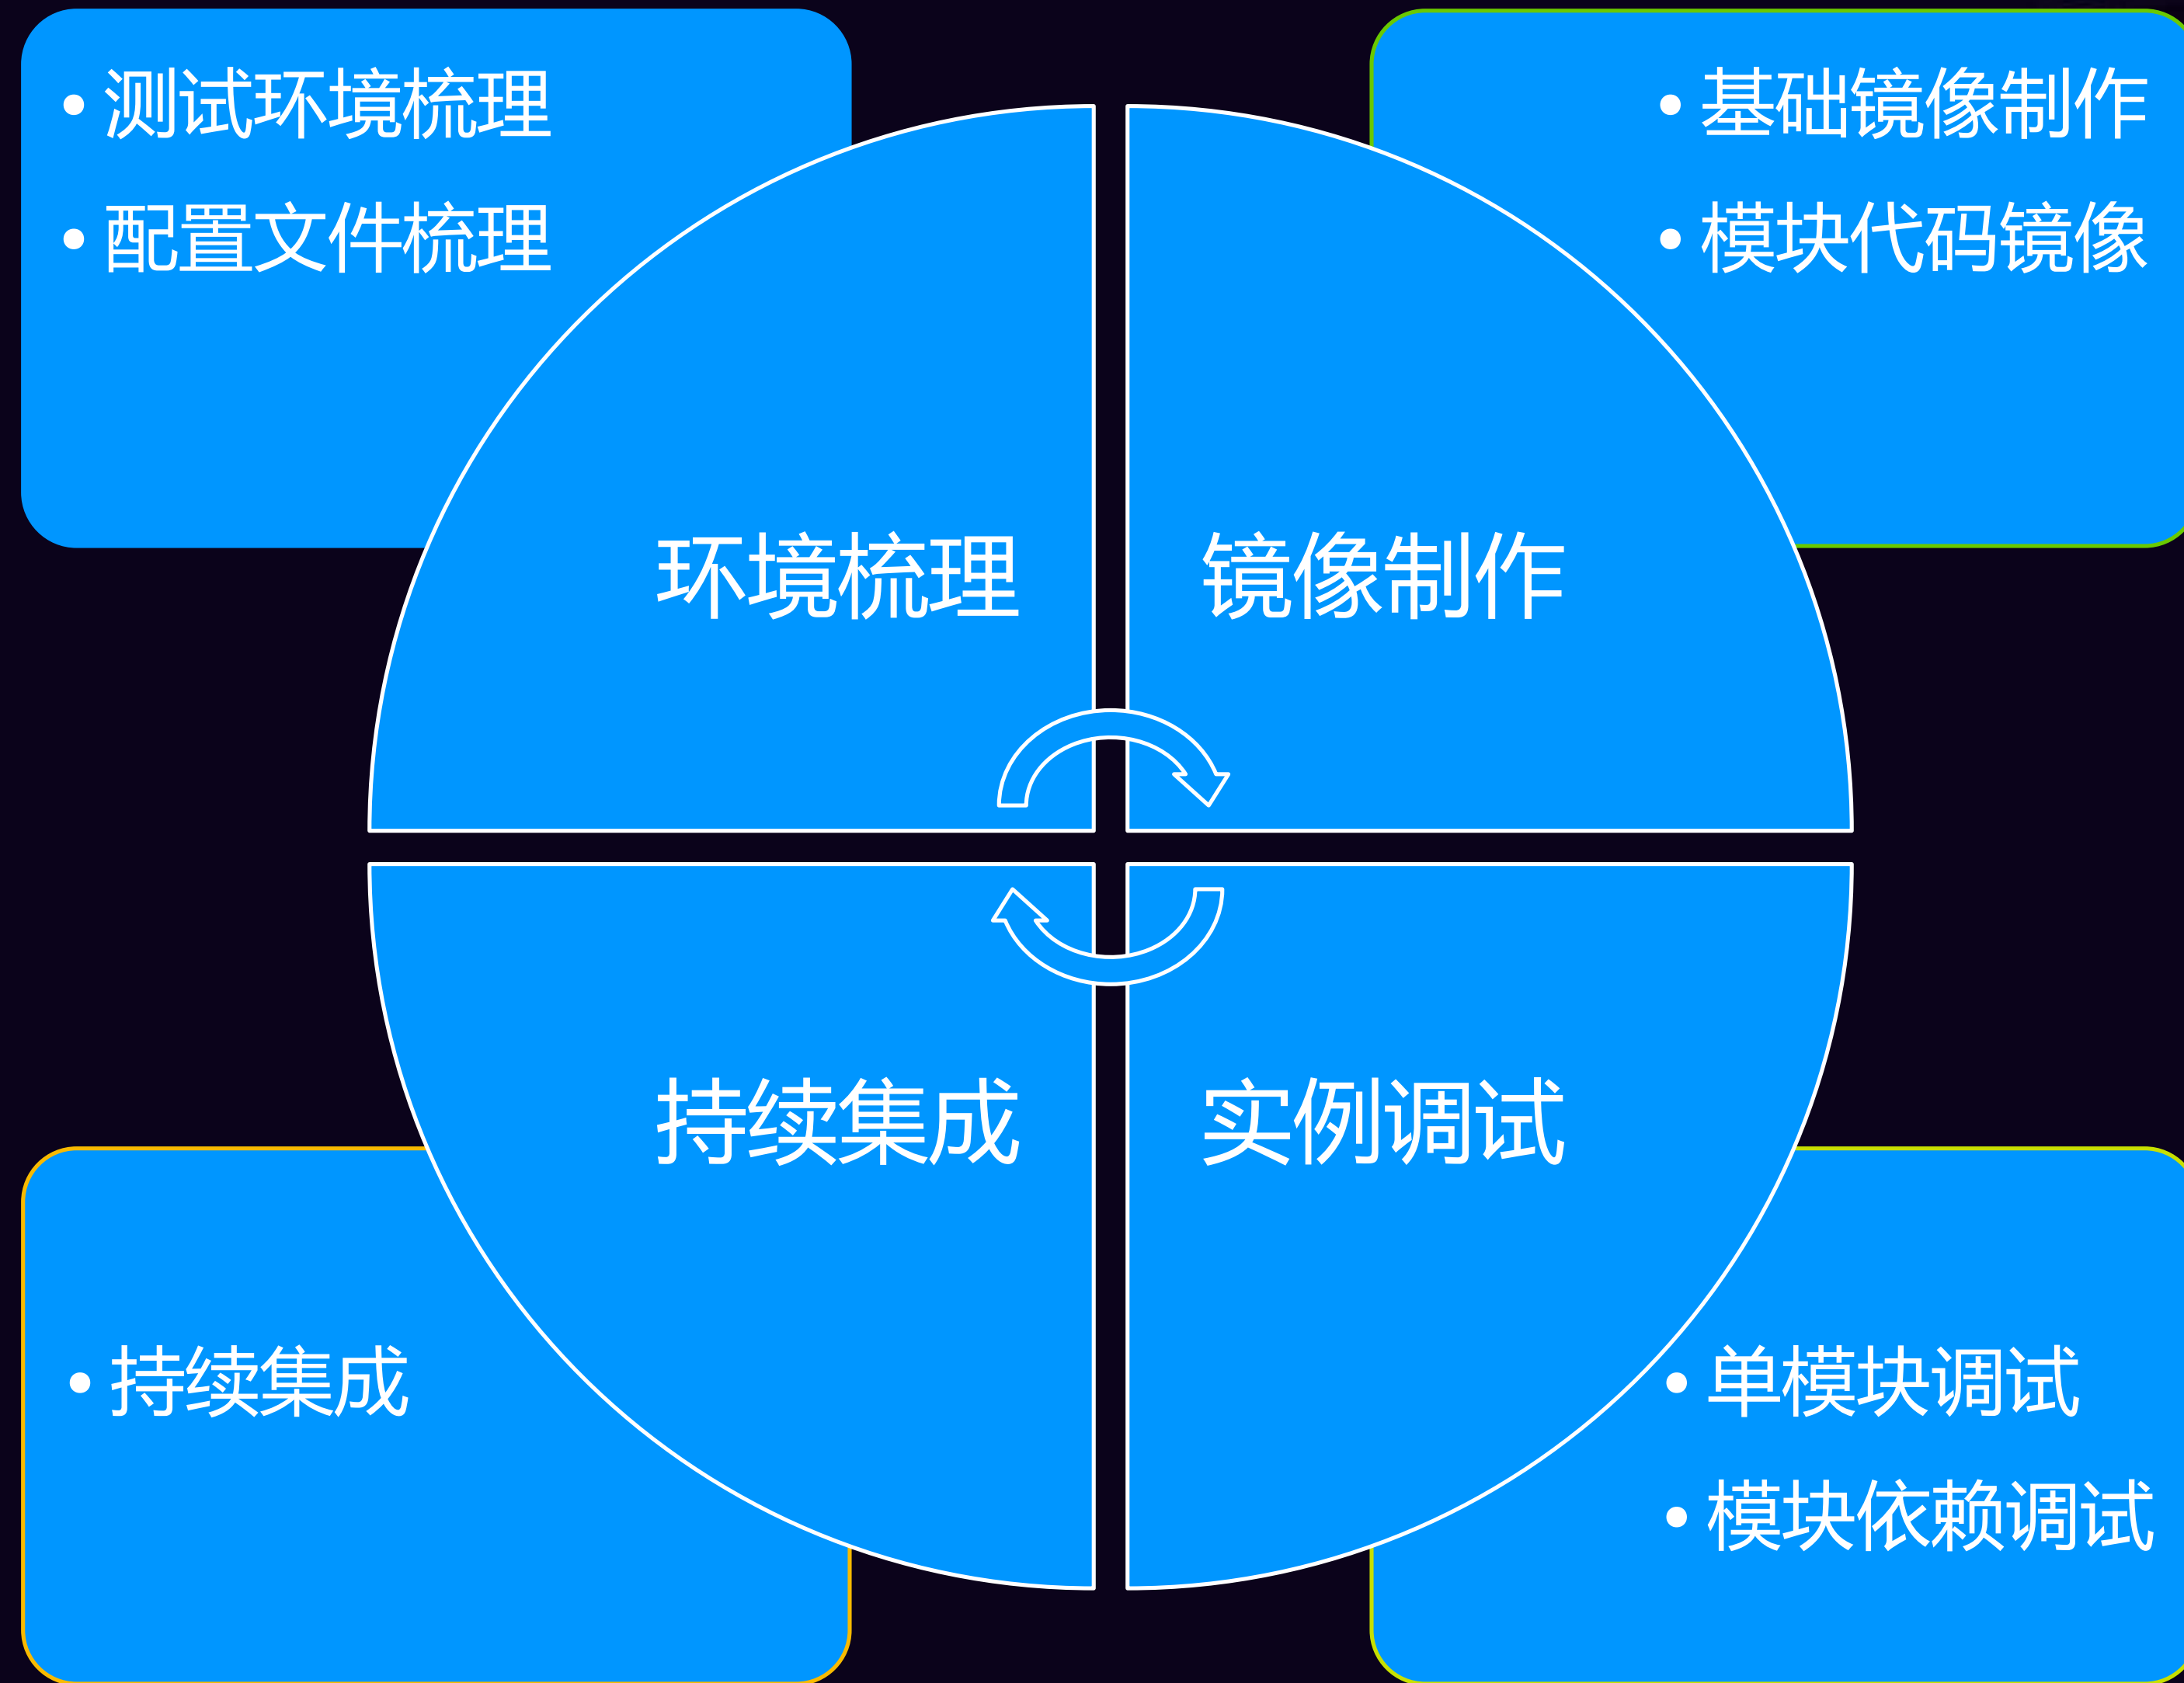 • 测试环境梳理
• 配置文件梳理
• 基础镜像制作
• 模块代码镜像
环境梳理
镜像制作
持续集成
实例调试
• 持续集成
• 单模块调试
• 模块依赖调试